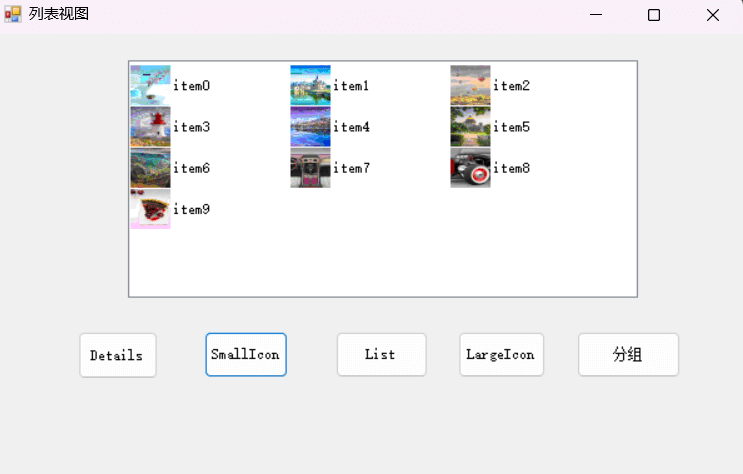 列表视图
item0 item1 item2
item3 item4 item5
item6 item7 item8
item9
Details SmallIcon List LargeIcon 分组